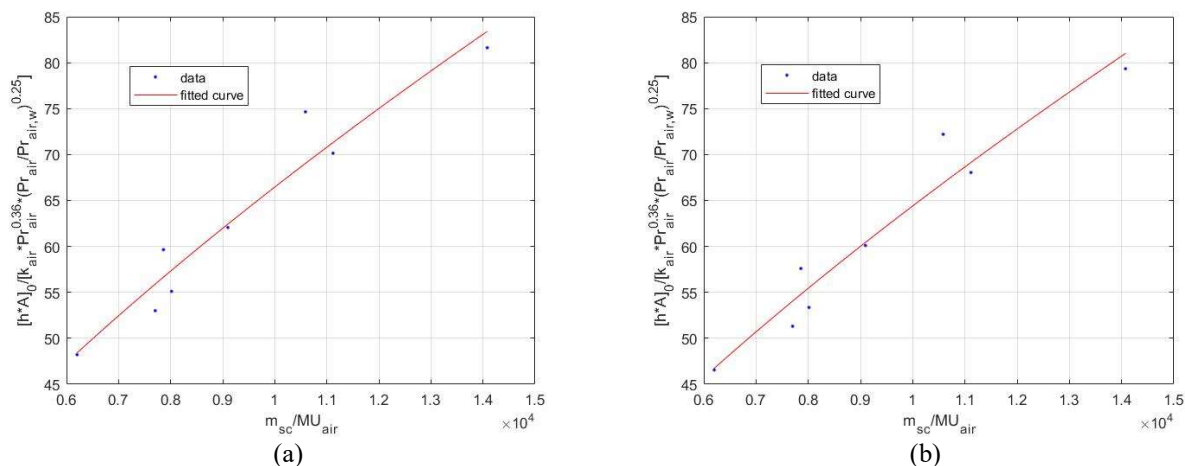 85
80
75
70
65
60
55
50
45
[h*A]0/[kair*Prair0.36*(Prair/Prair,w)0.25]
data
fitted curve
0.6 0.7 0.8 0.9 1 1.1 1.2 1.3 1.4 1.5
msc/MUair
×104
(a)
85
80
75
70
65
60
55
50
45
[h*A]0/[kair*Prair0.36*(Prair/Prair,w)0.25]
data
fitted curve
0.6 0.7 0.8 0.9 1 1.1 1.2 1.3 1.4 1.5
msc/MUair
×104
(b)